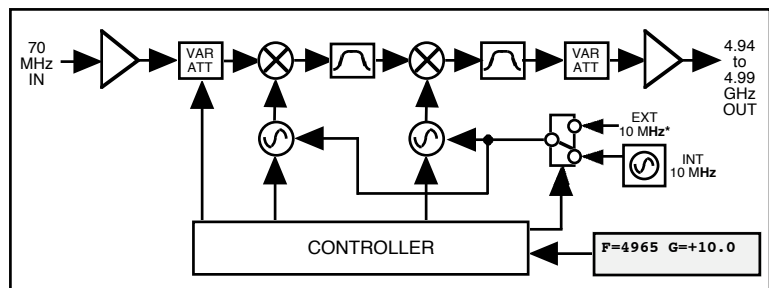 70
MHz
IN
VAR
ATT
VAR
ATT
4.94
to
4.99
GHz
OUT
EXT
10 MHz*
INT
10 MHz
CONTROLLER
F=4965 G=+10.0